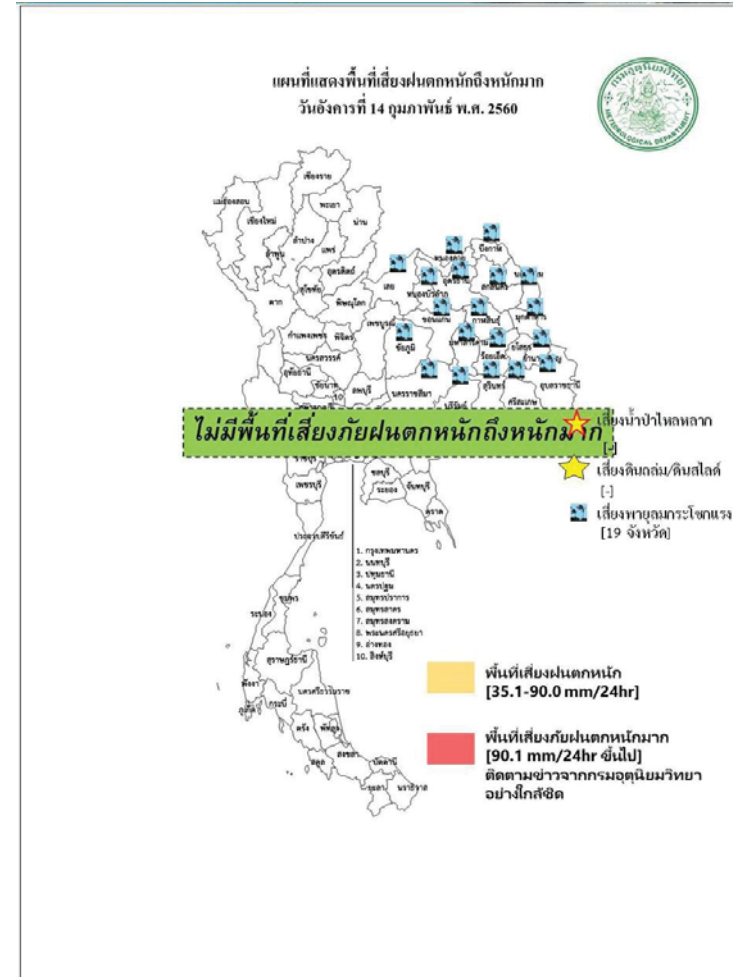 แผนที่แสดงพื้นที่เสี่ยงฝนตกหนักถึงหนักมาก
วันอังคารที่ 14 กุมภาพันธ์ พ.ศ. 2560
กรมอุตุนิยมวิทยา
METEOROLOGICAL DEPARTMENT
เชียงราย
แม่ฮ่องสอน
พะเยา
เชียงใหม่
น่าน
ลำปาง
แพร่
ลำพูน
อุตรดิตถ์
สุโขทัย
ตาก
พิษณุโลก
เพชรบูรณ์
กำแพงเพชร
พิจิตร
นครสวรรค์
อุทัยธานี
ชัยนาท
10
ลพบุรี
บึงกาฬ
หนองคาย
เลย
อุดรธานี
หนองบัวลำภู
สกลนคร
ขอนแก่น
กาฬสินธุ์
มุกดาหาร
ชัยภูมิ
มหาสารคาม
ร้อยเอ็ด
ยโสธร
นครราชสีมา
บุรีรัมย์
สุรินทร์
ศรีสะเกษ
อุบลราชธานี
ไม่มีพื้นที่เสี่ยงภัยฝนตกหนักถึงหนักมาก
เสี่ยงน้ำป่าไหลหลาก
[-]
เสี่ยงดินถล่ม/ดินสไลด์
[-]
เสี่ยงพายุลมกระโชกแรง
[19 จังหวัด]
ราชบุรี
เพชรบุรี
ชลบุรี
ระยอง
จันทบุรี
ตราด
ประจวบคีรีขันธ์
1. กรุงเทพมหานคร
2. นนทบุรี
3. ปทุมธานี
4. นครปฐม
5. สมุทรปราการ
6. สมุทรสาคร
7. สมุทรสงคราม
8. พระนครศรีอยุธยา
9. อ่างทอง
10. สิงห์บุรี
ชุมพร
ระนอง
สุราษฎร์ธานี
พังงา
ภูเก็ต
กระบี่
นครศรีธรรมราช
ตรัง
พัทลุง
สตูล
สงขลา
ปัตตานี
ยะลา
นราธิวาส
พื้นที่เสี่ยงฝนตกหนัก
[35.1-90.0 mm/24hr]
พื้นที่เสี่ยงภัยฝนตกหนักมาก
[90.1 mm/24hr ขึ้นไป]
ติดตามข่าวจากกรมอุตุนิยมวิทยา
อย่างใกล้ชิด